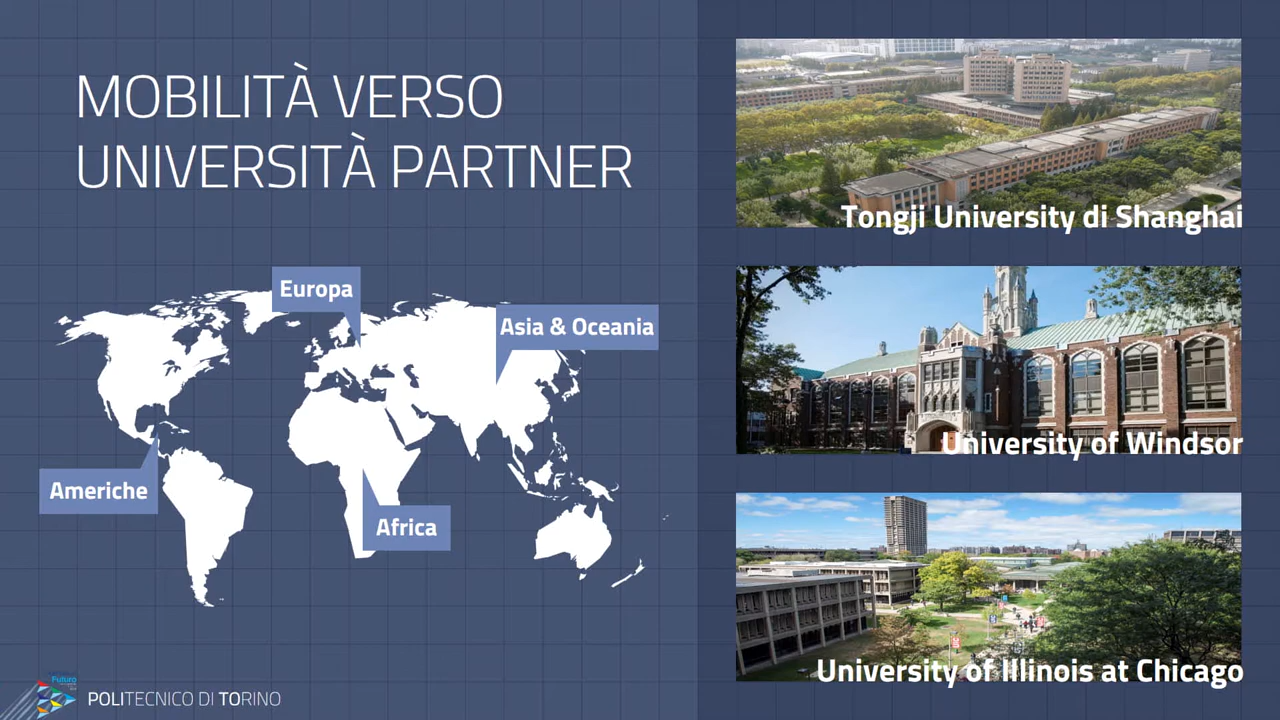 MOBILITÀ VERSO
UNIVERSITÀ PARTNER
Europa
Asia & Oceania
Americhe
Africa
Tongji University di Shanghai
University of Windsor
University of Illinois at Chicago
Futuro
POLITECNICO DI TORINO